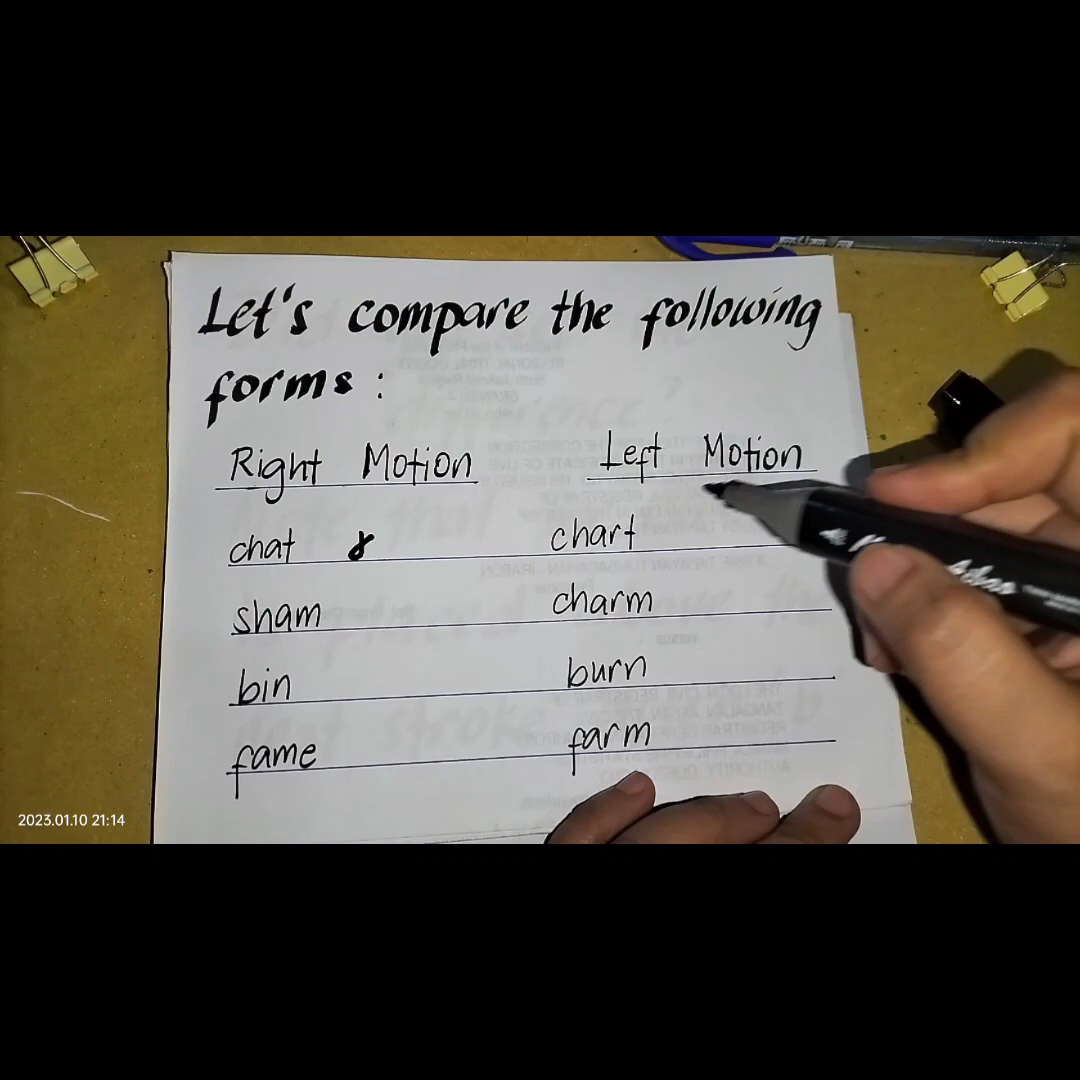 Let's compare the following
forms :
Right Motion Left Motion
chat chart
sham charm
bin burn
fame farm
2023.01.10 21:14